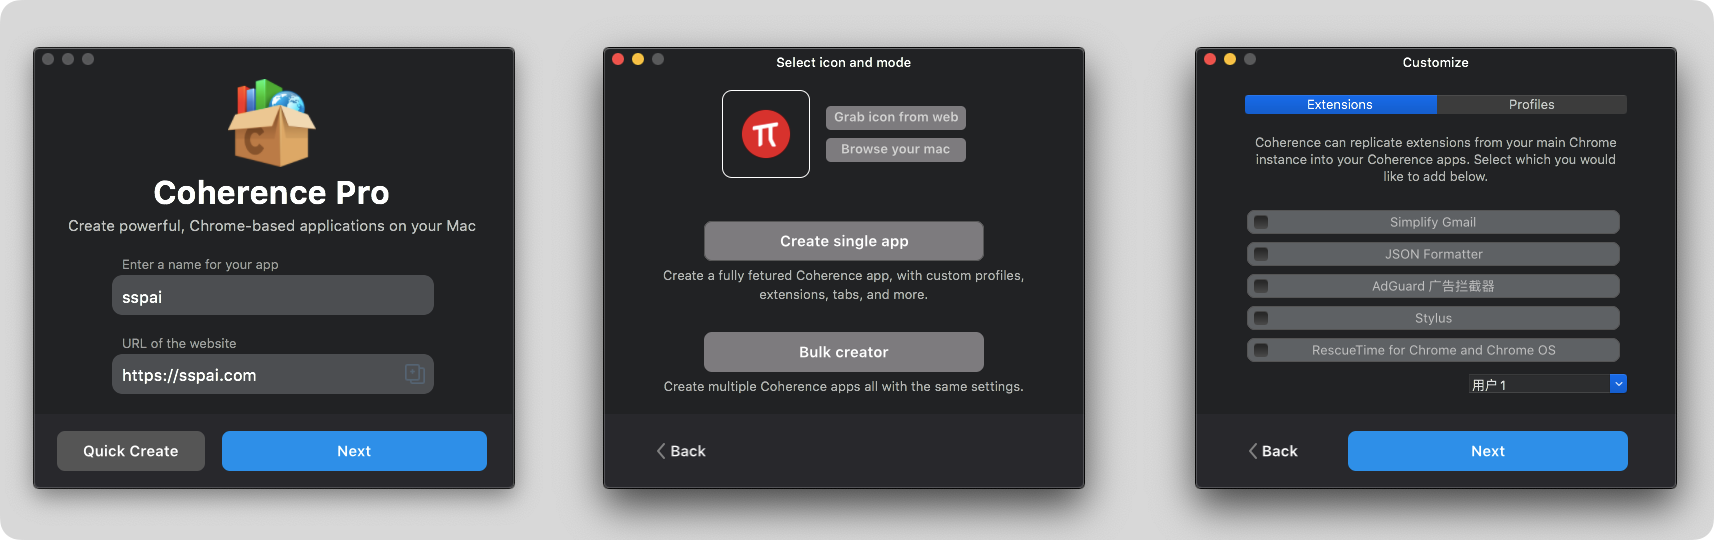 Coherence Pro
Create powerful, Chrome-based applications on your Mac
Enter a name for your app
sspai
URL of the website
https://sspai.com
Quick Create
Next
Select icon and mode
Grab icon from web
Browse your mac
Create single app
Create a fully fetured Coherence app, with custom profiles,
extensions, tabs, and more.
Bulk creator
Create multiple Coherence apps all with the same settings.
Back
Customize
Extensions
Profiles
Coherence can replicate extensions from your main Chrome
instance into your Coherence apps. Select which you would
like to add below.
Simplify Gmail
JSON Formatter
AdGuard 广告拦截器
Stylus
RescueTime for Chrome and Chrome OS
用户 1
Back
Next